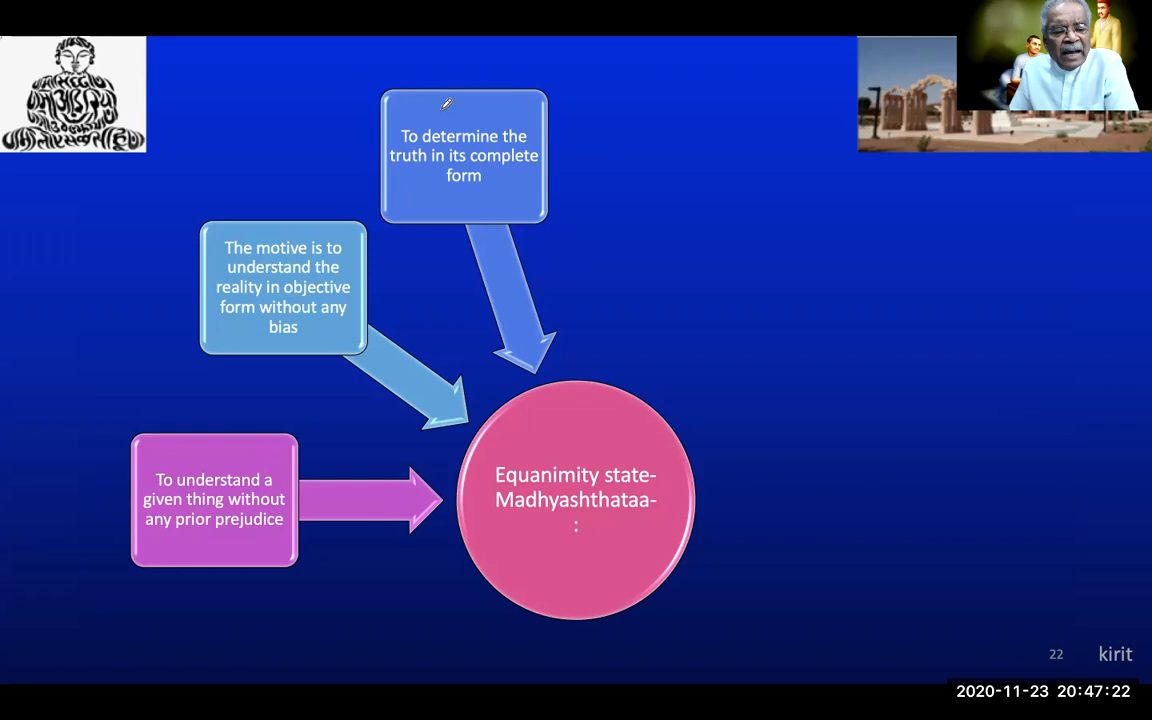 To determine the
truth in its complete
form
The motive is to
understand the
reality in objective
form without any
bias
To understand a
given thing without
any prior prejudice
Equanimity state-
Madhyashthataa-
:
22
kirit
2020-11-23 20:47:22